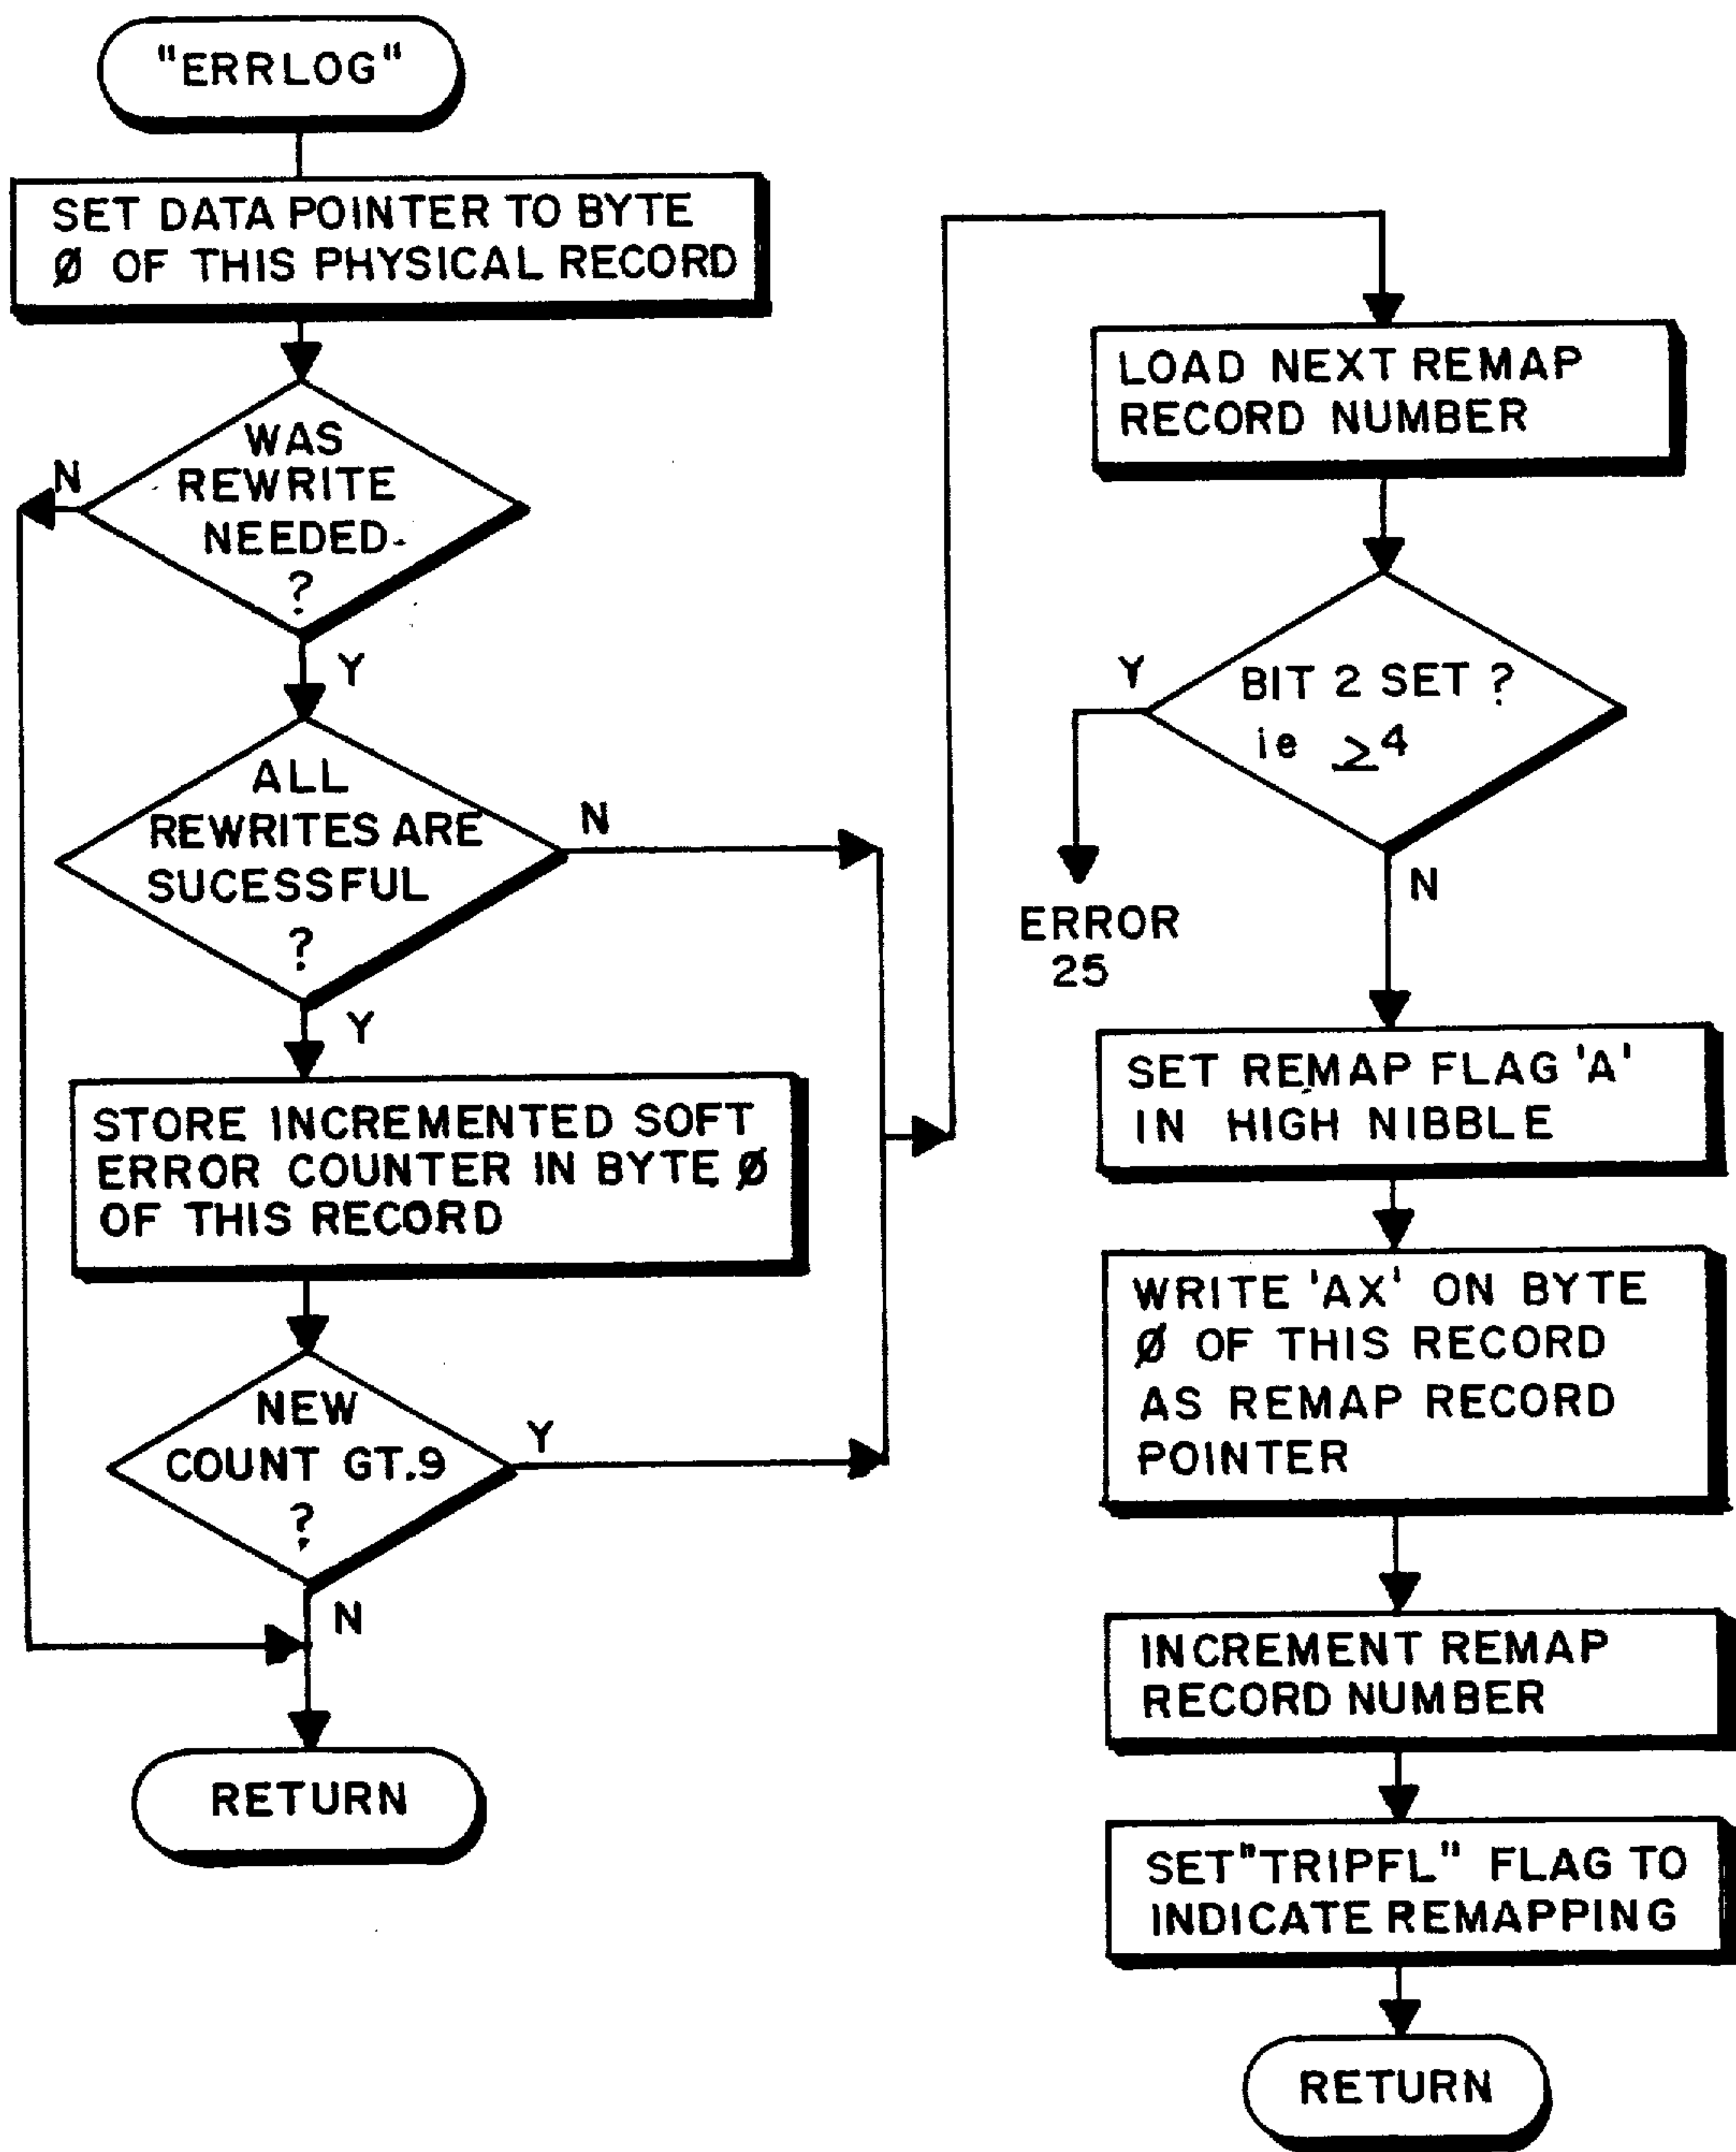 "ERRLOG"
SET DATA POINTER TO BYTE
Ø OF THIS PHYSICAL RECORD
WAS
REWRITE
NEEDED
?
N
Y
ALL
REWRITES ARE
SUCESSFUL
?
N
Y
STORE INCREMENTED SOFT
ERROR COUNTER IN BYTE Ø
OF THIS RECORD
NEW
COUNT GT.9
?
Y
N
RETURN
LOAD NEXT REMAP
RECORD NUMBER
BIT 2 SET ?
ie ≥4
Y
ERROR
25
N
SET REMAP FLAG 'A'
IN HIGH NIBBLE
WRITE 'AX' ON BYTE
Ø OF THIS RECORD
AS REMAP RECORD
POINTER
INCREMENT REMAP
RECORD NUMBER
SET "TRIPFL" FLAG TO
INDICATE REMAPPING
RETURN